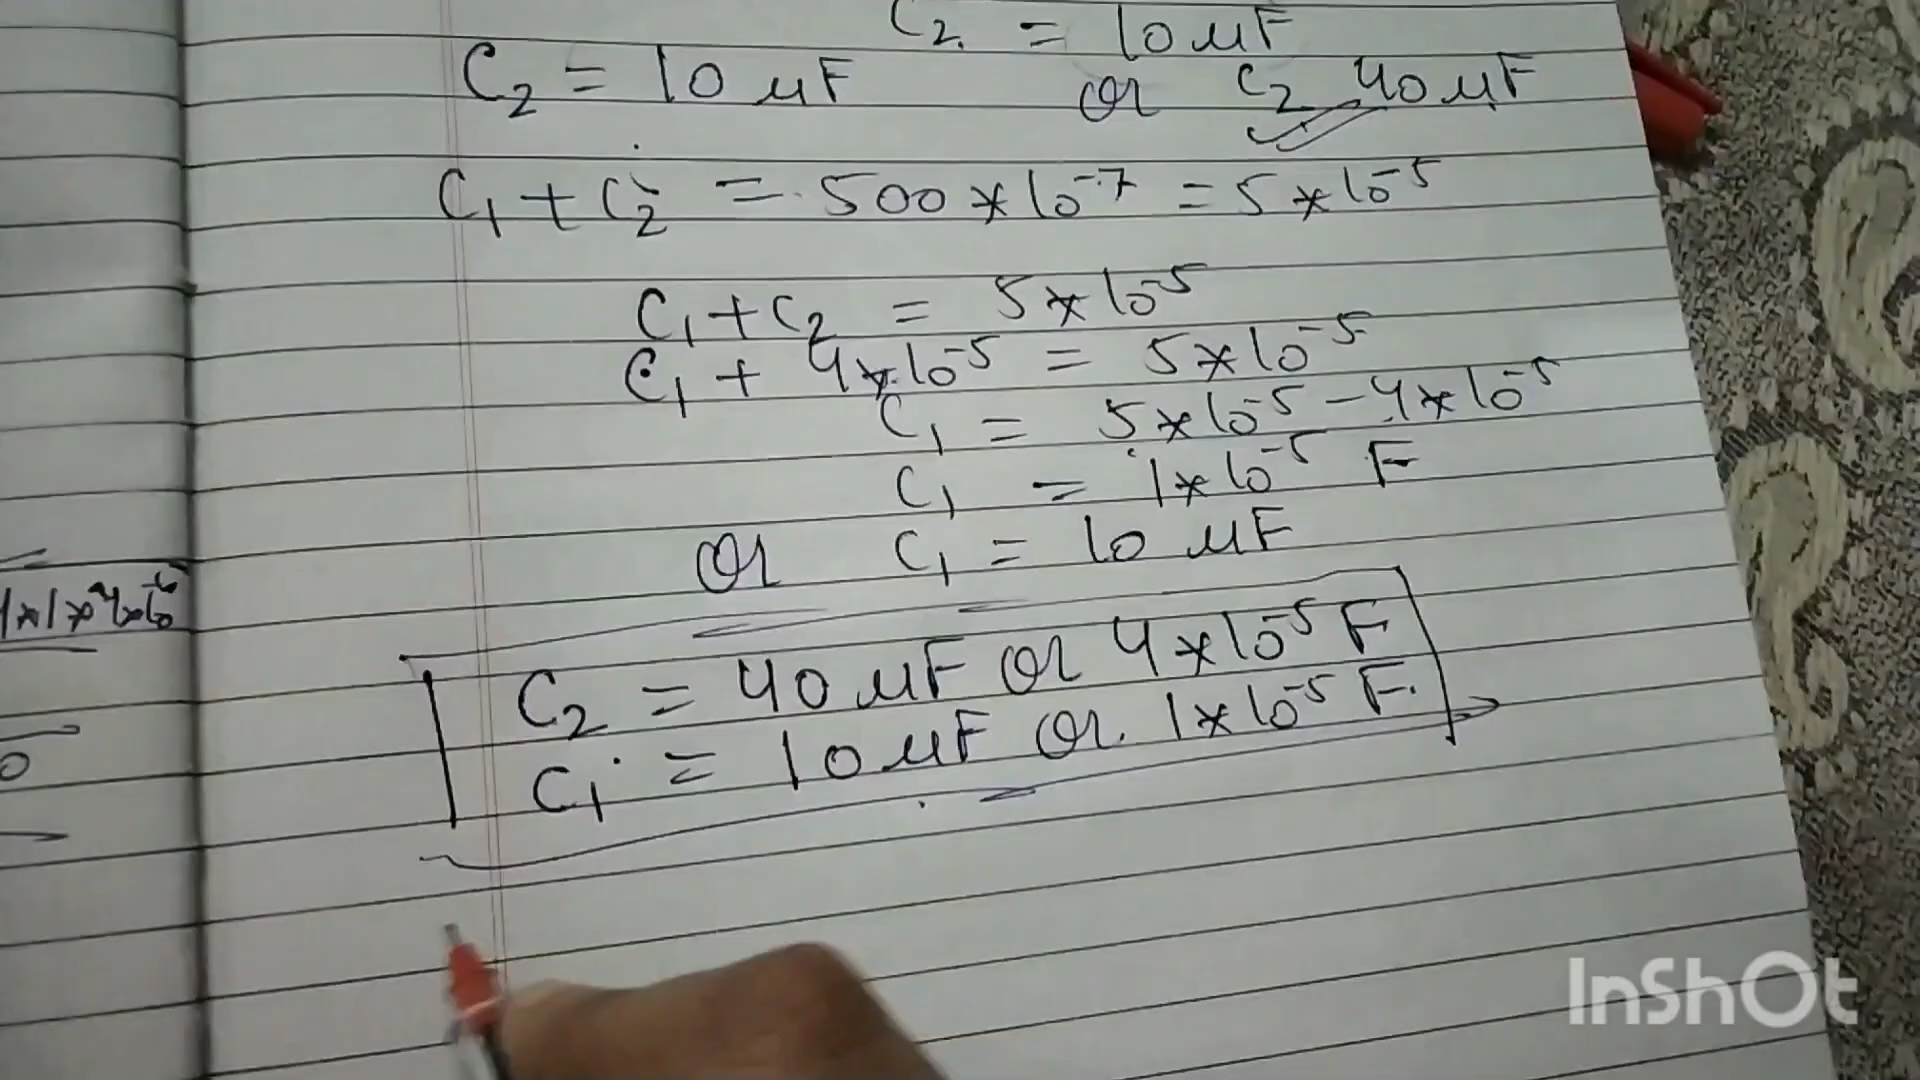 C2. = 10 μF
C2 = 10 μF or C2 40 μF
C1 + C2 = 500 * 10-7 = 5 * 10-5
C1 + C2 = 5 * 10-5
C1 + 4 * 10-5 = 5 * 10-5
C1 = 5 * 10-5 - 4 * 10-5
C1 = 1 * 10-5 F
or C1 = 10 μF
C2 = 40 μF or 4 * 10-5 F
C1 = 10 μF or. 1 * 10-5 F.
InShOt